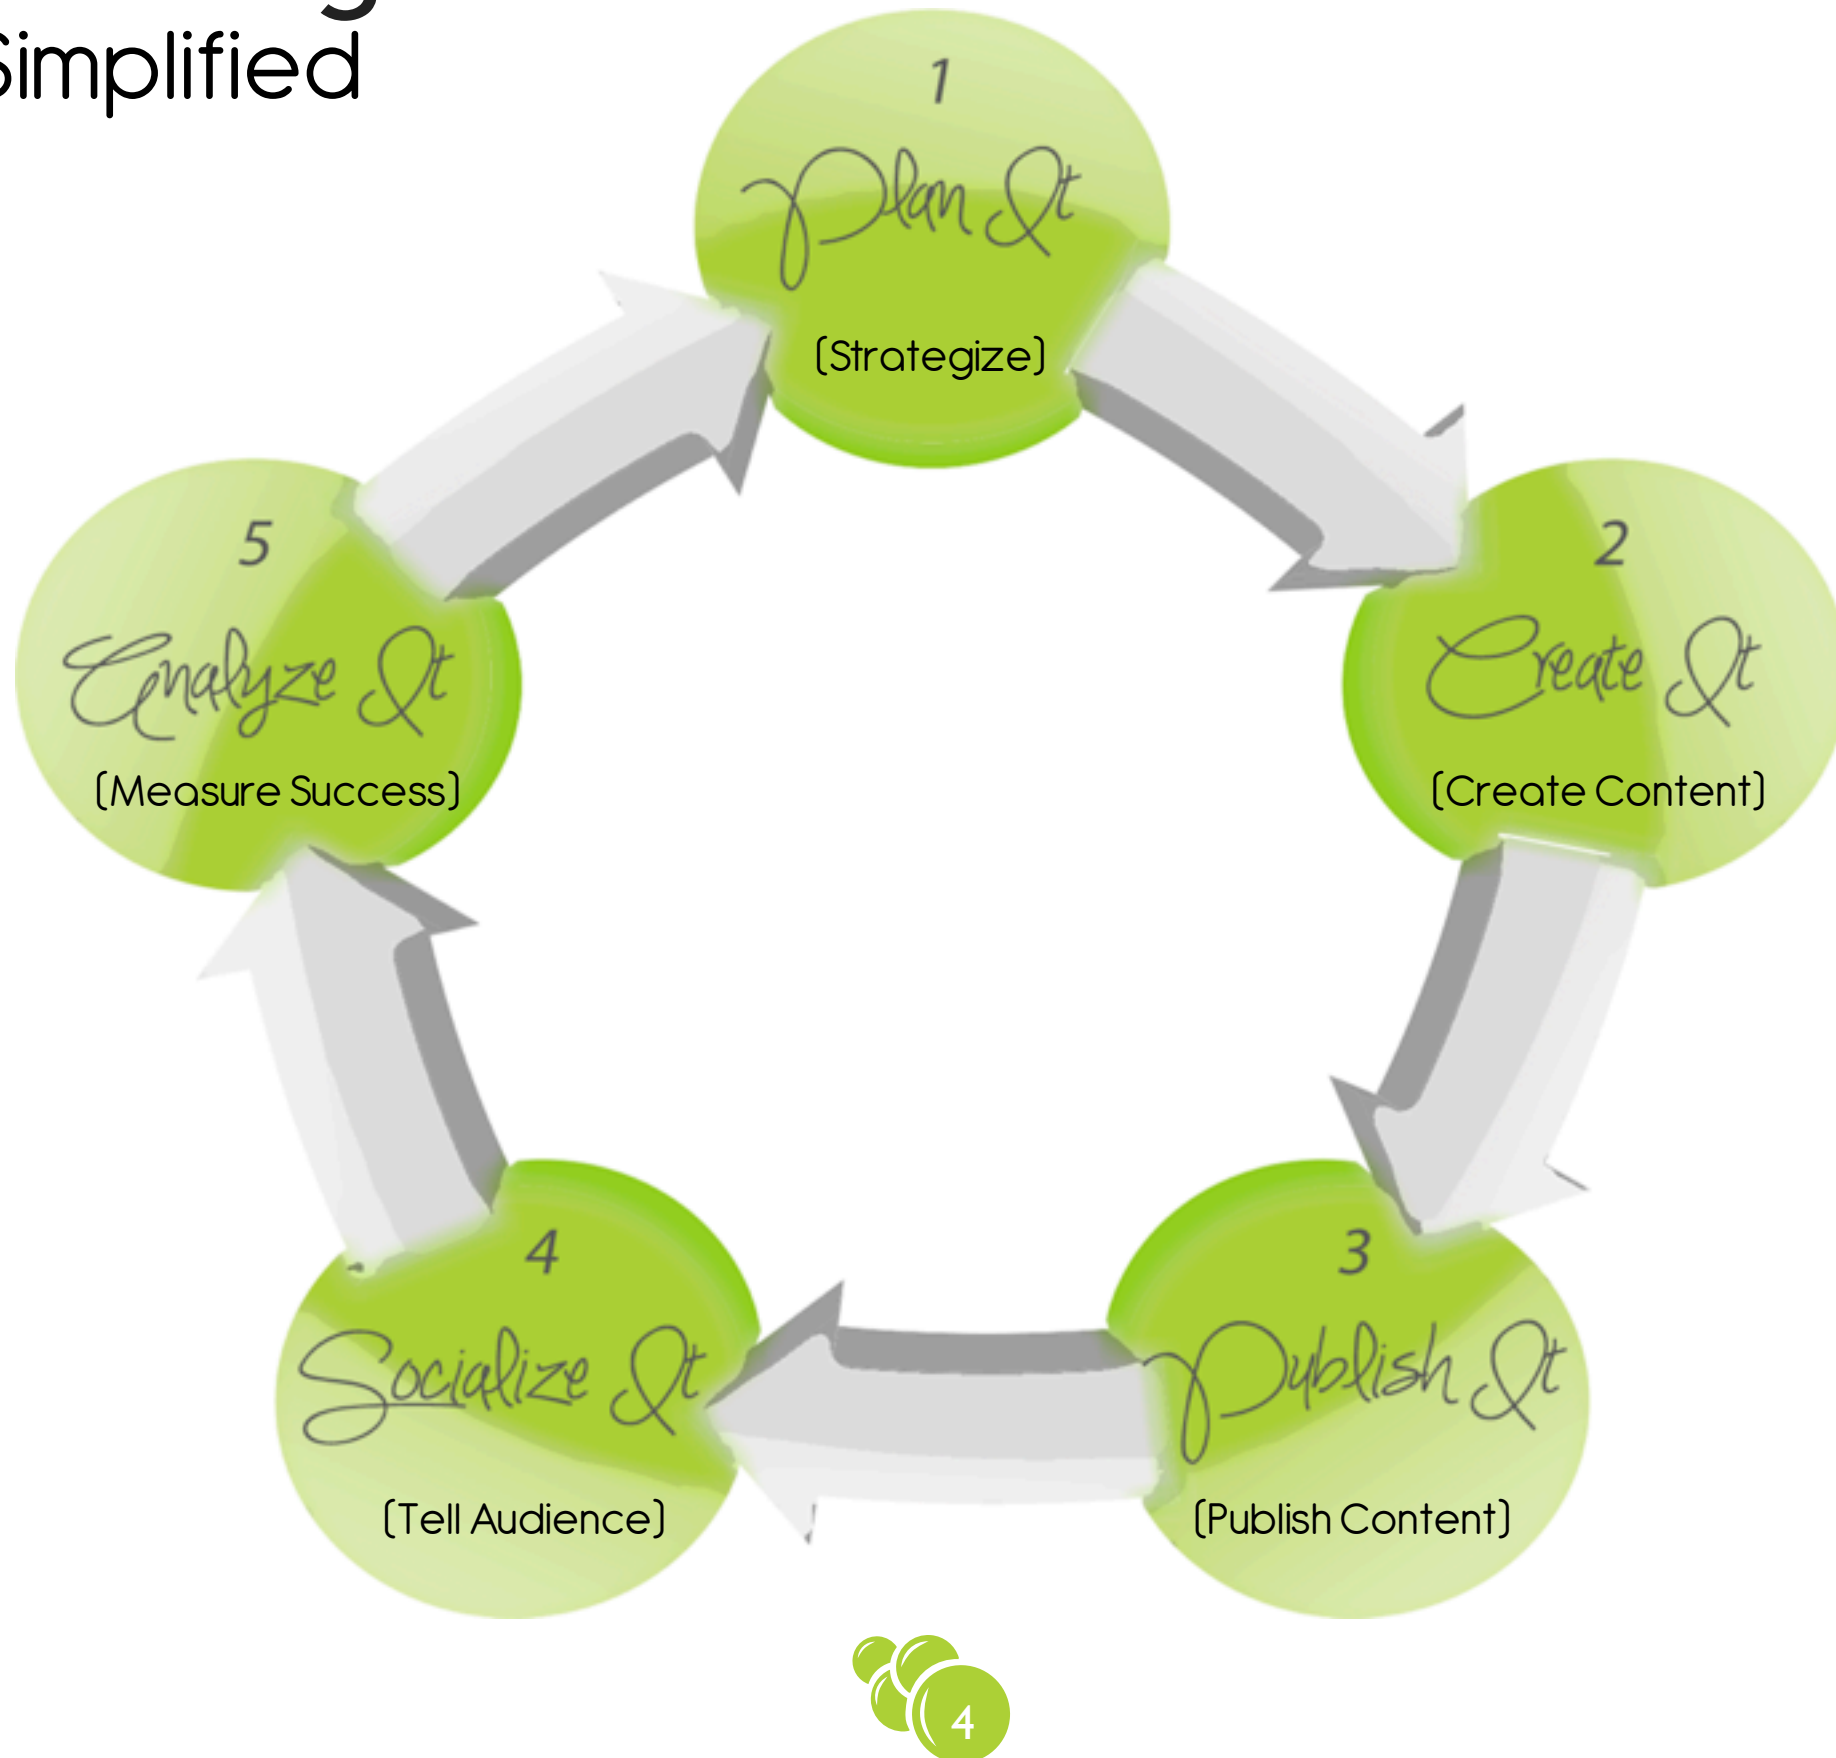 Simplified
1
Plan It
(Strategize)
2
Create It
(Create Content)
3
Publish It
(Publish Content)
4
Socialize It
(Tell Audience)
5
Analyze It
(Measure Success)
4